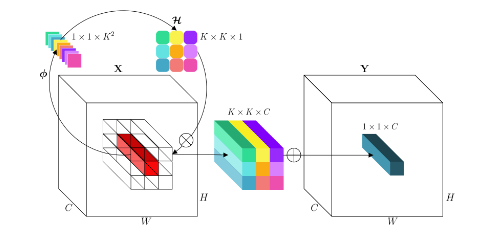 𝓗
1 × 1 × K²
K × K × 1
ϕ
X
Y
K × K × C
1 × 1 × C
H
H
C
C
W
W